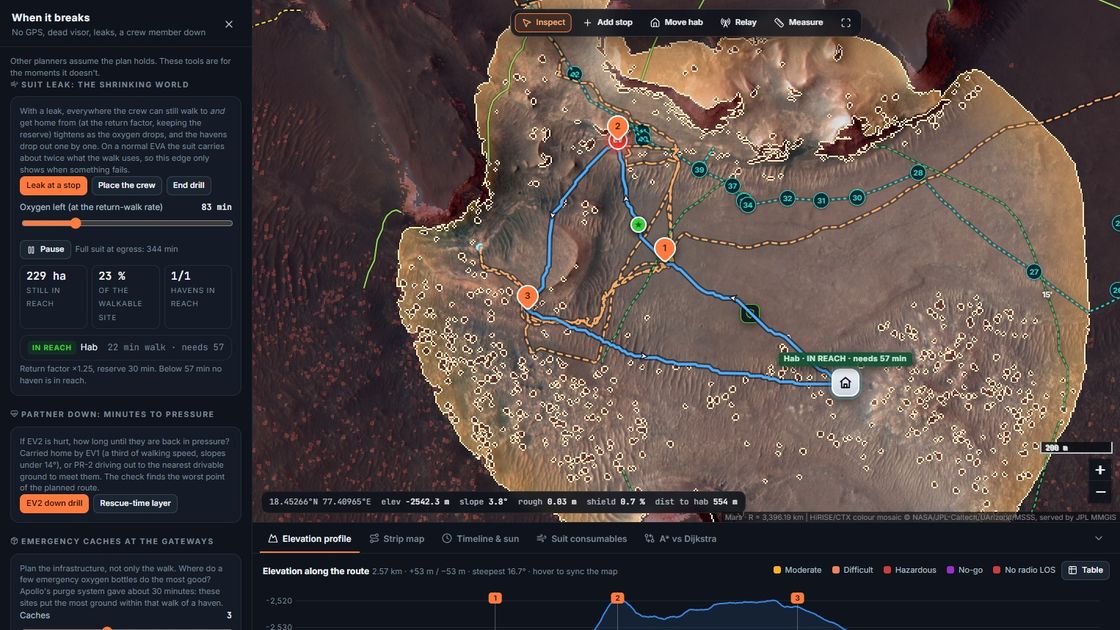 When it breaks
No GPS, dead visor, leaks, a crew member down
Other planners assume the plan holds. These tools are for
the moments it doesn't.
SUIT LEAK: THE SHRINKING WORLD
With a leak, everywhere the crew can still walk to and
get home from (at the return factor, keeping the
reserve) tightens as the oxygen drops, and the havens
drop out one by one. On a normal EVA the suit carries
about twice what the walk uses, so this edge only
shows when something fails.
Leak at a stop
Place the crew
End drill
Oxygen left (at the return-walk rate) 83 min
Pause
Full suit at egress: 344 min
229 ha
STILL IN
REACH
23 %
OF THE
WALKABLE
SITE
1/1
HAVENS IN
REACH
IN REACH Hab 22 min walk · needs 57
Return factor ×1.25, reserve 30 min. Below 57 min no
haven is in reach.
PARTNER DOWN: MINUTES TO PRESSURE
If EV2 is hurt, how long until they are back in pressure?
Carried home by EV1 (a third of walking speed, slopes
under 14°), or PR-2 driving out to the nearest drivable
ground to meet them. The check finds the worst point
of the planned route.
EV2 down drill
Rescue-time layer
EMERGENCY CACHES AT THE GATEWAYS
Plan the infrastructure, not only the walk. Where do a
few emergency oxygen bottles do the most good?
Apollo's purge system gave about 30 minutes: these
sites put the most ground within that walk of a haven.
Caches 3
Inspect
Add stop
Move hab
Relay
Measure
42
2
39
37
34
32
31
30
28
27
26
1
3
15°
Hab · IN REACH · needs 57 min
200 m
+
−
18.45266°N 77.40965°E elev -2542.3 m slope 3.8° rough 0.03 m shield 0.7 % dist to hab 554 m
Mars · R = 3,396.19 km | HiRISE/CTX colour mosaic © NASA/JPL-Caltech/UArizona/MSSS, served by JPL MMGIS
Elevation profile
Strip map
Timeline & sun
Suit consumables
A* vs Dijkstra
Elevation along the route 2.57 km · +53 m / −53 m · steepest 16.7° · hover to sync the map
Moderate
Difficult
Hazardous
No-go
No radio LOS
Table
-2,520
-2,530
1
2
3